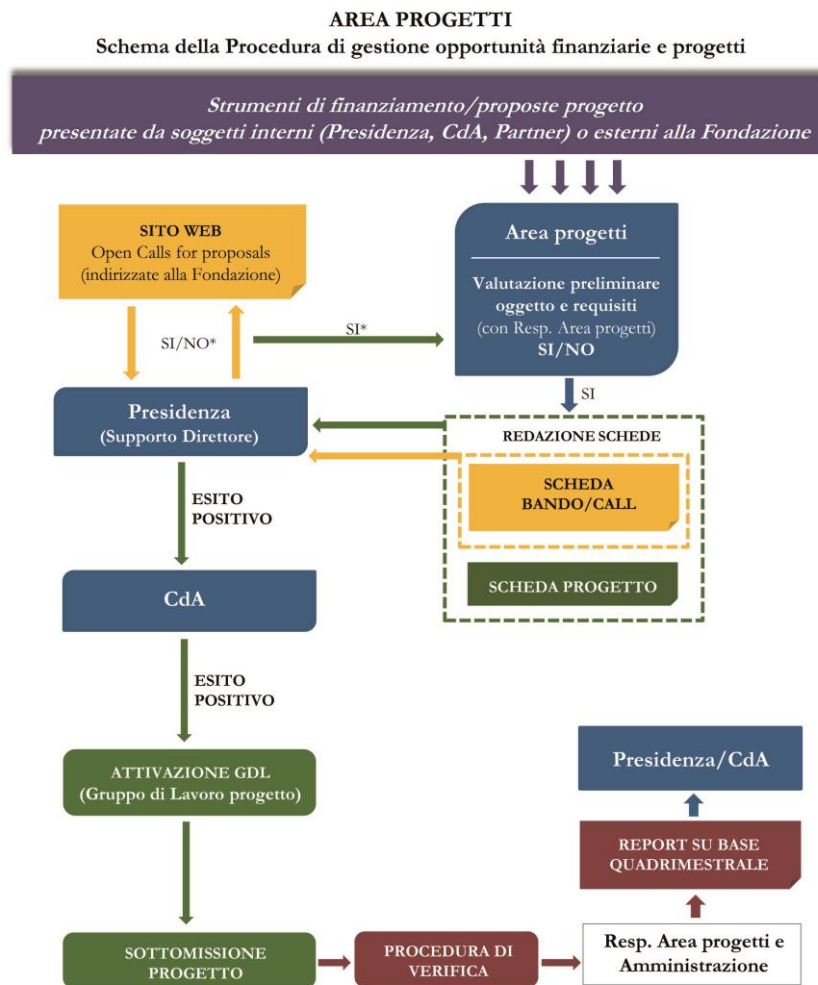 AREA PROGETTI
Schema della Procedura di gestione opportunità finanziarie e progetti
Strumenti di finanziamento/proposte progetto
presentate da soggetti interni (Presidenza, CdA, Partner) o esterni alla Fondazione
SITO WEB
Open Calls for proposals
(indirizzate alla Fondazione)
Area progetti
Valutazione preliminare
oggetto e requisiti
(con Resp. Area progetti)
SI/NO
SI/NO*
SI*
SI
Presidenza
(Supporto Direttore)
REDAZIONE SCHEDE
SCHEDA
BANDO/CALL
SCHEDA PROGETTO
ESITO
POSITIVO
CdA
ESITO
POSITIVO
ATTIVAZIONE GDL
(Gruppo di Lavoro progetto)
Presidenza/CdA
REPORT SU BASE
QUADRIMESTRALE
SOTTOMISSIONE
PROGETTO
PROCEDURA DI
VERIFICA
Resp. Area progetti e
Amministrazione